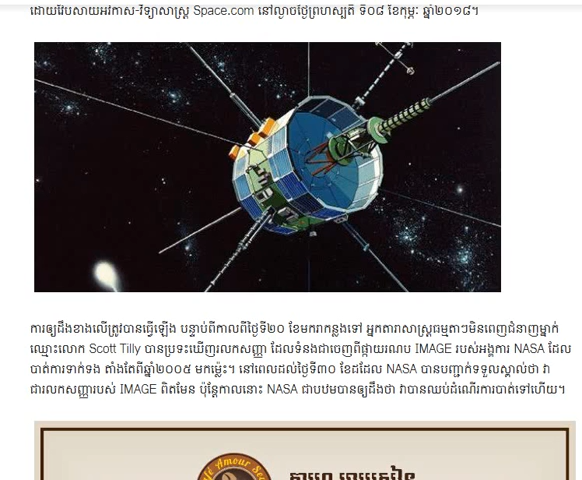 ដោយវែបសាយអវកាស-វិទ្យាសាស្ត្រ Space.com នៅល្ងាចថ្ងៃព្រហស្បតិ៍ ទី០៨ ខែកុម្ភៈ ឆ្នាំ២០១៨។
ការឲ្យដឹងខាងលើត្រូវបានធ្វើឡើង បន្ទាប់ពីកាលពីថ្ងៃទី២០ ខែមករាកន្លងទៅ អ្នកតារាសាស្ត្រធម្មតាៗមិនពេញជំនាញម្នាក់
ឈ្មោះលោក Scott Tilly បានប្រទះឃើញរលកសញ្ញា ដែលទំនងជាចេញពីផ្កាយរណប IMAGE របស់អង្គការ NASA ដែល
បាត់ការទាក់ទង តាំងតែពីឆ្នាំ២០០៥ មកម្ល៉េះ។ នៅពេលដល់ថ្ងៃទី៣០ ខែដដែល NASA បានបញ្ជាក់ទទួលស្គាល់ថា វា
ជារលកសញ្ញារបស់ IMAGE ពិតមែន ប៉ុន្តែកាលនោះ NASA ជាបឋមបានឲ្យដឹងថា វាបានឈប់ដំណើរការបាត់ទៅហើយ។